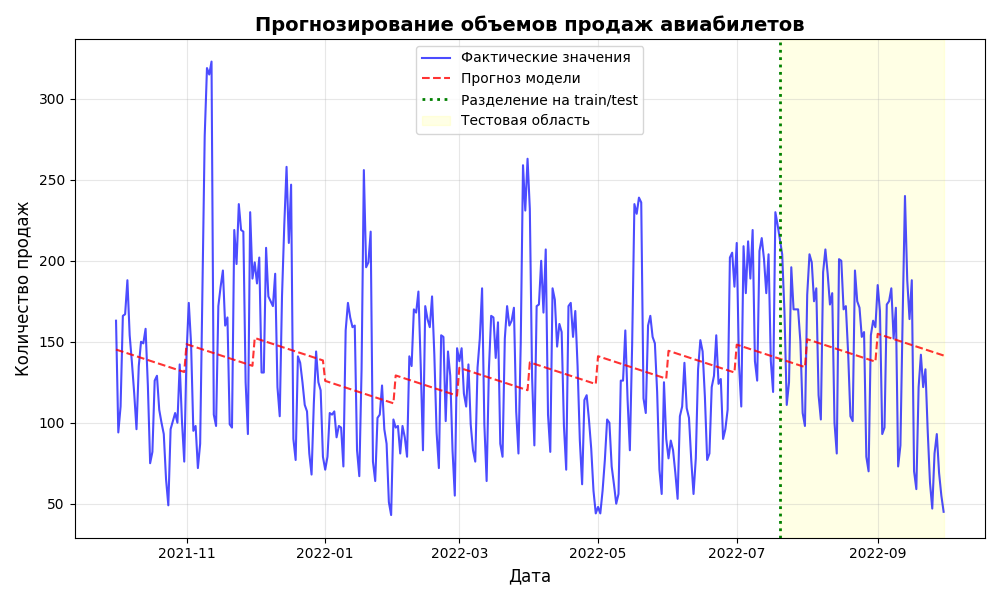 Прогнозирование объемов продаж авиабилетов
Фактические значения
Прогноз модели
Разделение на train/test
Тестовая область
Количество продаж
300
250
200
150
100
50
2021-11
2022-01
2022-03
2022-05
2022-07
2022-09
Дата